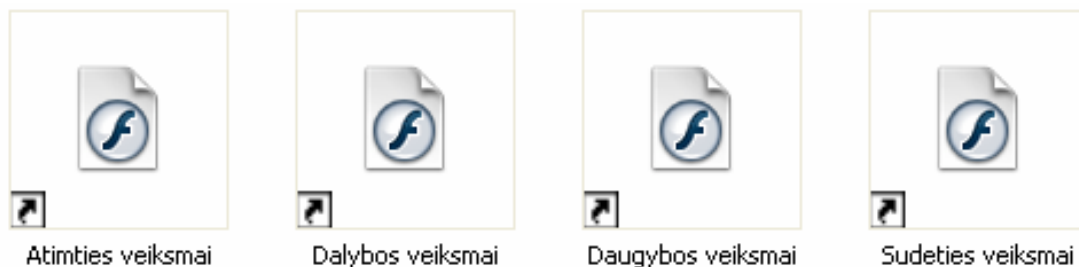 Atimties veiksmai
Dalybos veiksmai
Daugybos veiksmai
Sudeties veiksmai